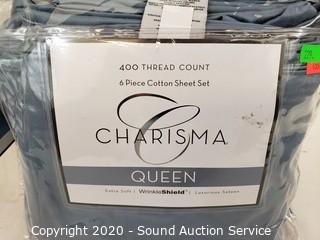 400 THREAD COUNT
6 Piece Cotton Sheet Set
C
CHARISMA
QUEEN
Extra Soft | WrinkleShield® | Luxurious Sateen
Copyright 2020 - Sound Auction Service